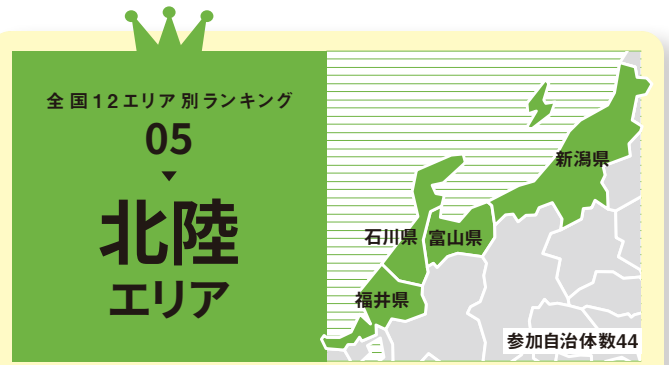 全国12エリア別ランキング
05
▼
北陸
エリア
新潟県
石川県
富山県
福井県
参加自治体数44